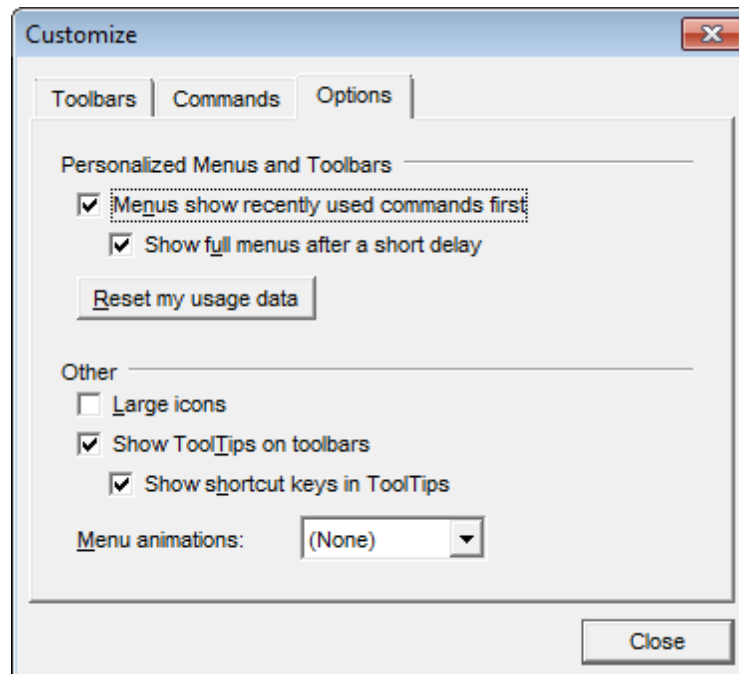 Customize
Toolbars Commands Options
Personalized Menus and Toolbars
Menus show recently used commands first
Show full menus after a short delay
Reset my usage data
Other
Large icons
Show ToolTips on toolbars
Show shortcut keys in ToolTips
Menu animations: (None)
Close